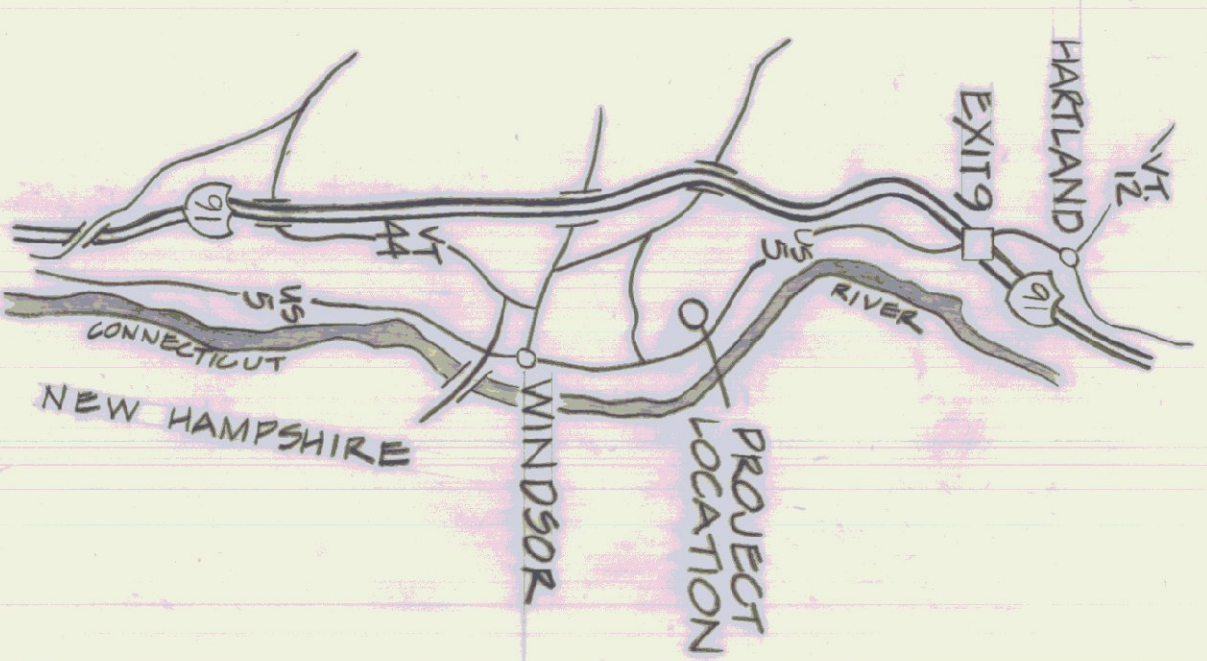 HARTLAND
VT
12
EXIT 9
91
91
VT
44
US
5
US
5
RIVER
CONNECTICUT
NEW HAMPSHIRE
WINDSOR
PROJECT
LOCATION